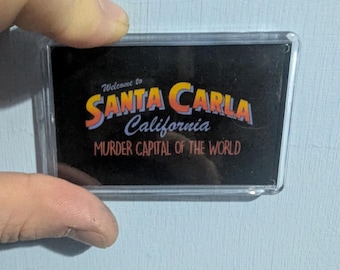 Welcome to
SANTA CARLA
California
MURDER CAPITAL OF THE WORLD